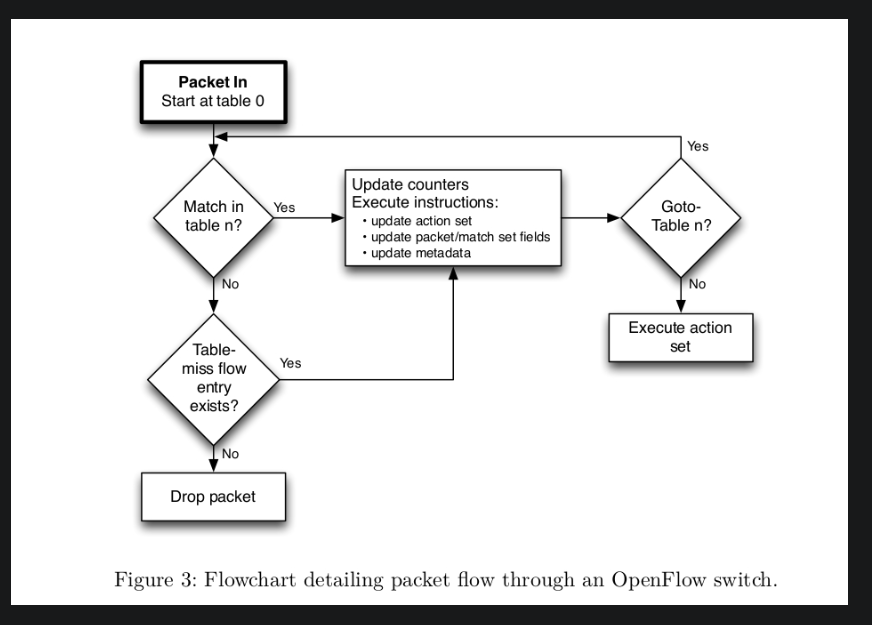 Packet In
Start at table 0
Yes
Match in
table n?
Yes
Update counters
Execute instructions:
• update action set
• update packet/match set fields
• update metadata
Goto-
Table n?
No
No
Execute action
set
Table-
miss flow
entry
exists?
Yes
No
Drop packet
Figure 3: Flowchart detailing packet flow through an OpenFlow switch.